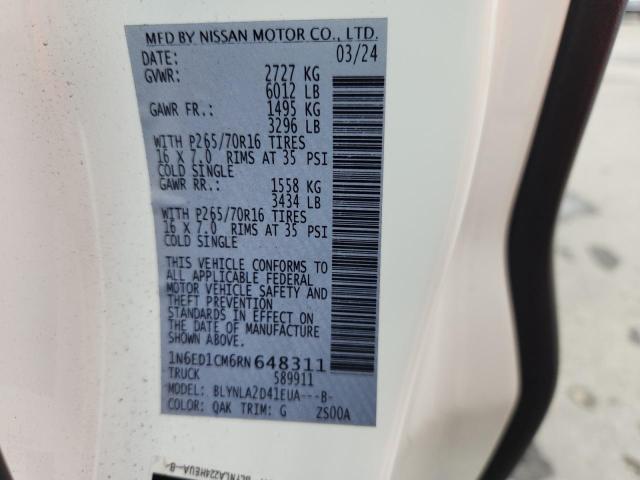 MFD BY NISSAN MOTOR CO., LTD.
DATE: 03/24
GVWR: 2727 KG
6012 LB
GAWR FR.: 1495 KG
3296 LB
WITH P265/70R16 TIRES
16 X 7.0 RIMS AT 35 PSI
COLD SINGLE
GAWR RR.: 1558 KG
3434 LB
WITH P265/70R16 TIRES
16 X 7.0 RIMS AT 35 PSI
COLD SINGLE
THIS VEHICLE CONFORMS TO
ALL APPLICABLE FEDERAL
MOTOR VEHICLE SAFETY AND
THEFT PREVENTION
STANDARDS IN EFFECT ON
THE DATE OF MANUFACTURE
SHOWN ABOVE.
1N6ED1CM6RN648311
TRUCK 589911
MODEL: BLYNLA2D41EUA---B-
COLOR: QAK TRIM: G ZS00A